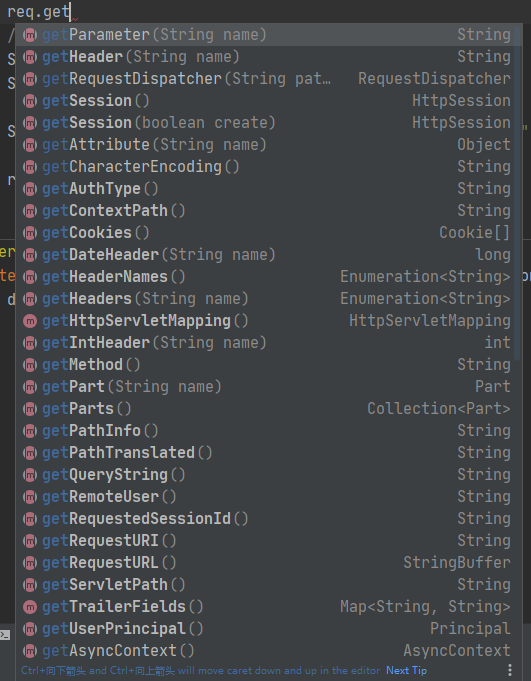 req.get
getParameter(String name) String
getHeader(String name) String
getRequestDispatcher(String pat… RequestDispatcher
getSession() HttpSession
getSession(boolean create) HttpSession
getAttribute(String name) Object
getCharacterEncoding() String
getAuthType() String
getContextPath() String
getCookies() Cookie[]
getDateHeader(String name) long
getHeaderNames() Enumeration<String>
getHeaders(String name) Enumeration<String>
getHttpServletMapping() HttpServletMapping
getIntHeader(String name) int
getMethod() String
getPart(String name) Part
getParts() Collection<Part>
getPathInfo() String
getPathTranslated() String
getQueryString() String
getRemoteUser() String
getRequestedSessionId() String
getRequestURI() String
getRequestURL() StringBuffer
getServletPath() String
getTrailerFields() Map<String, String>
getUserPrincipal() Principal
getAsyncContext() AsyncContext
Ctrl+向下箭头 and Ctrl+向上箭头 will move caret down and up in the editor Next Tip